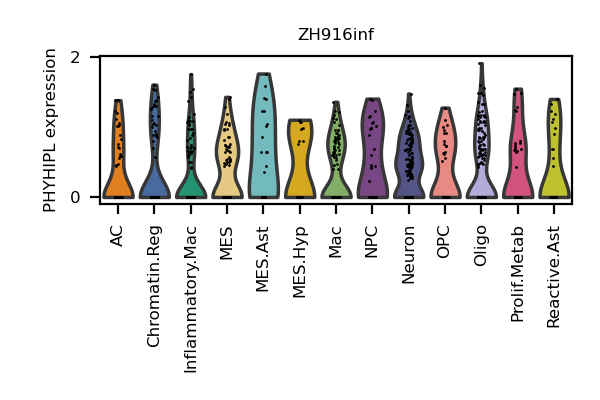 ZH916inf
PHYHIPL expression
2
0
AC
Chromatin.Reg
Inflammatory.Mac
MES
MES.Ast
MES.Hyp
Mac
NPC
Neuron
OPC
Oligo
Prolif.Metab
Reactive.Ast